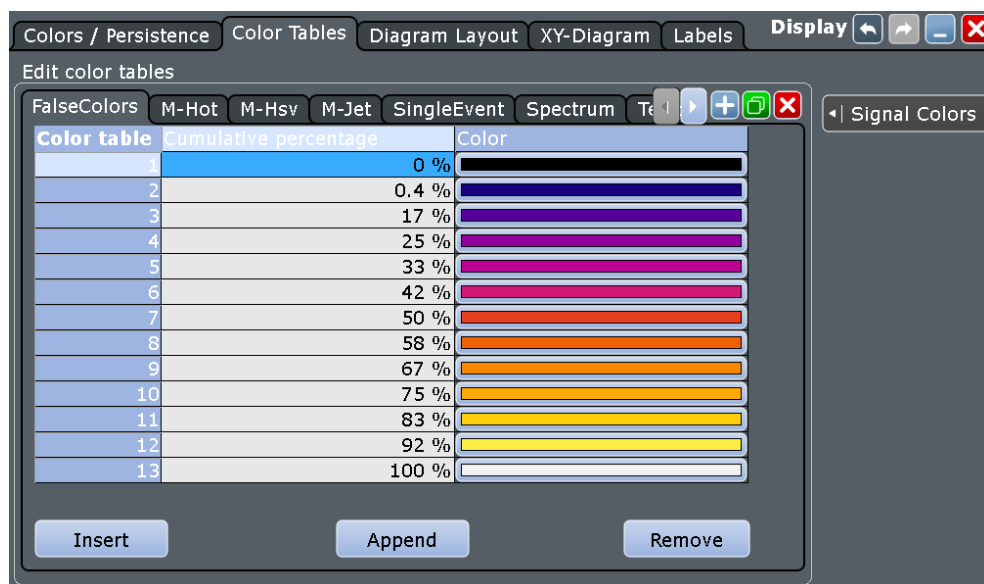 Colors / Persistence Color Tables Diagram Layout XY-Diagram Labels Display
Edit color tables
FalseColors M-Hot M-Hsv M-Jet SingleEvent Spectrum
Signal Colors
Color table Cumulative percentage Color
1 0 %
2 0.4 %
3 17 %
4 25 %
5 33 %
6 42 %
7 50 %
8 58 %
9 67 %
10 75 %
11 83 %
12 92 %
13 100 %
Insert Append Remove